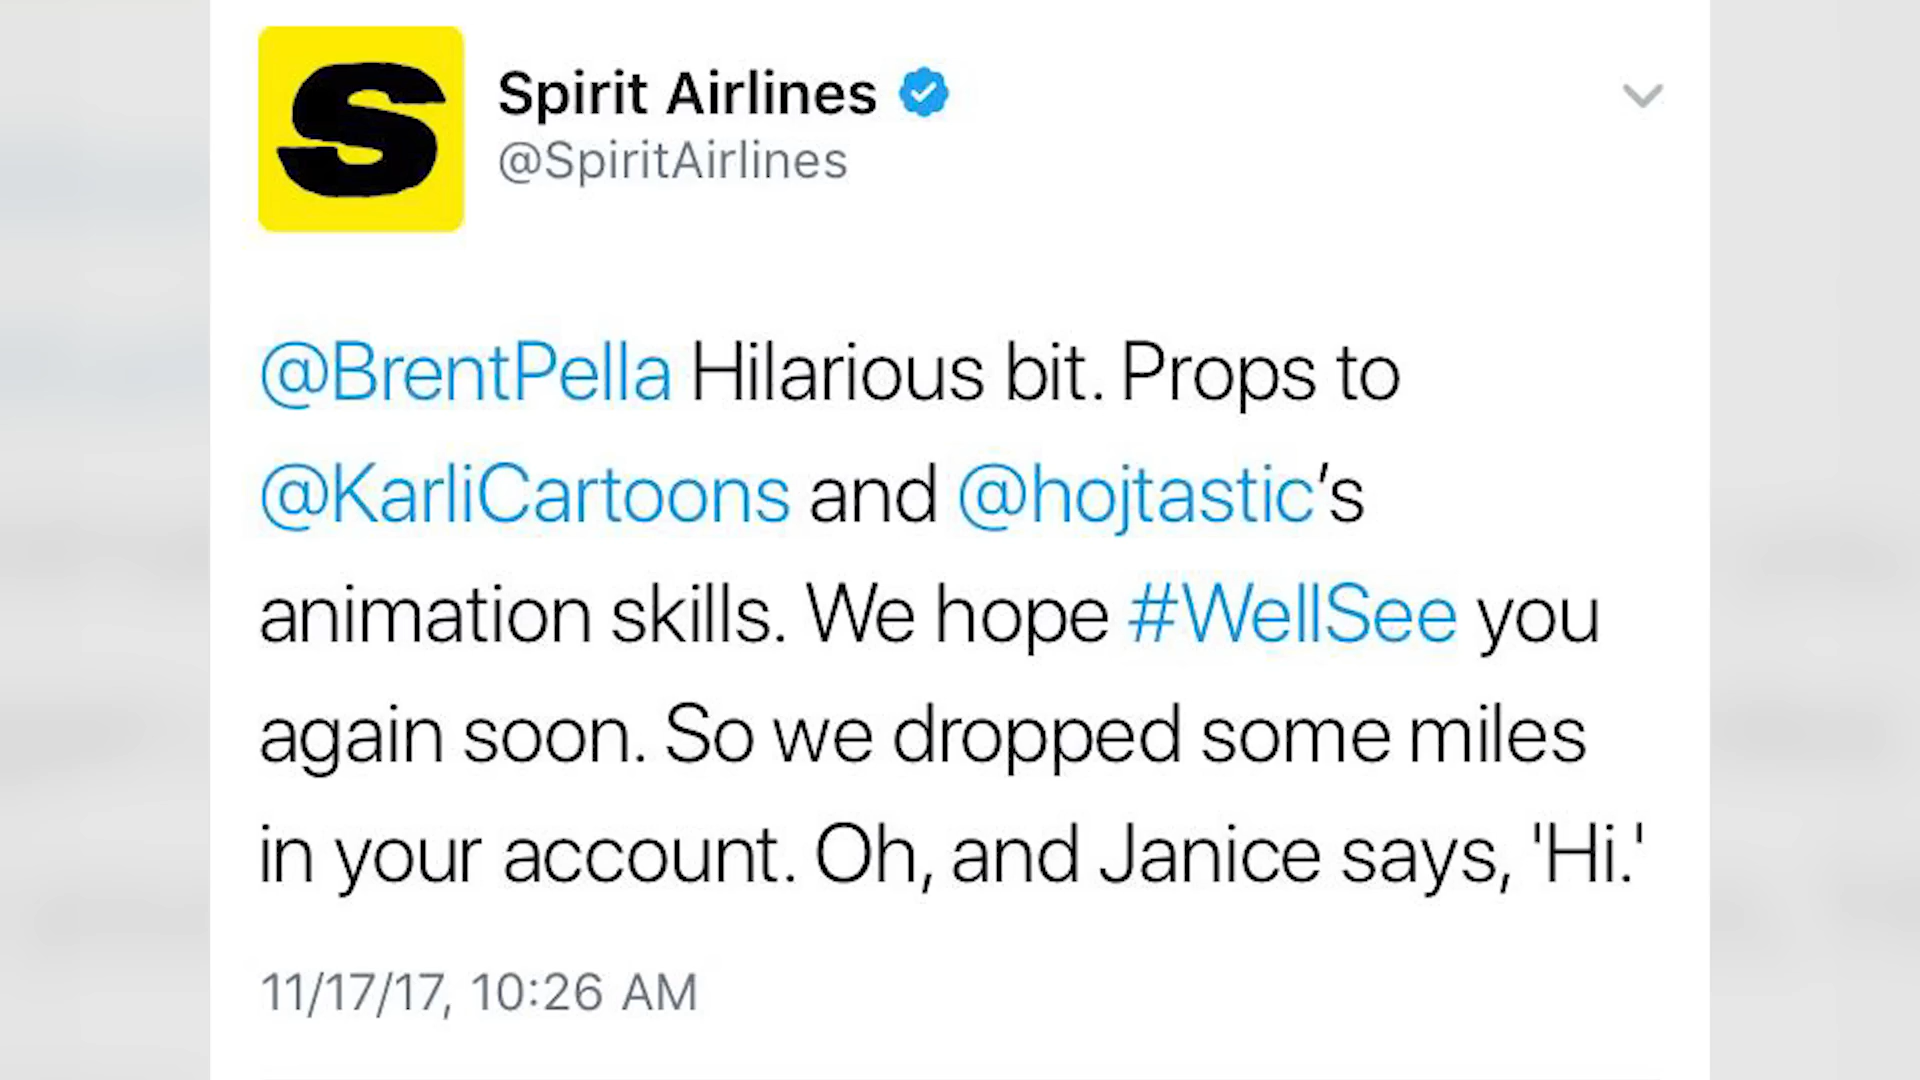 S
Spirit Airlines
@SpiritAirlines
@BrentPella Hilarious bit. Props to
@KarliCartoons and @hojtastic's
animation skills. We hope #WellSee you
again soon. So we dropped some miles
in your account. Oh, and Janice says, 'Hi.'
11/17/17, 10:26 AM